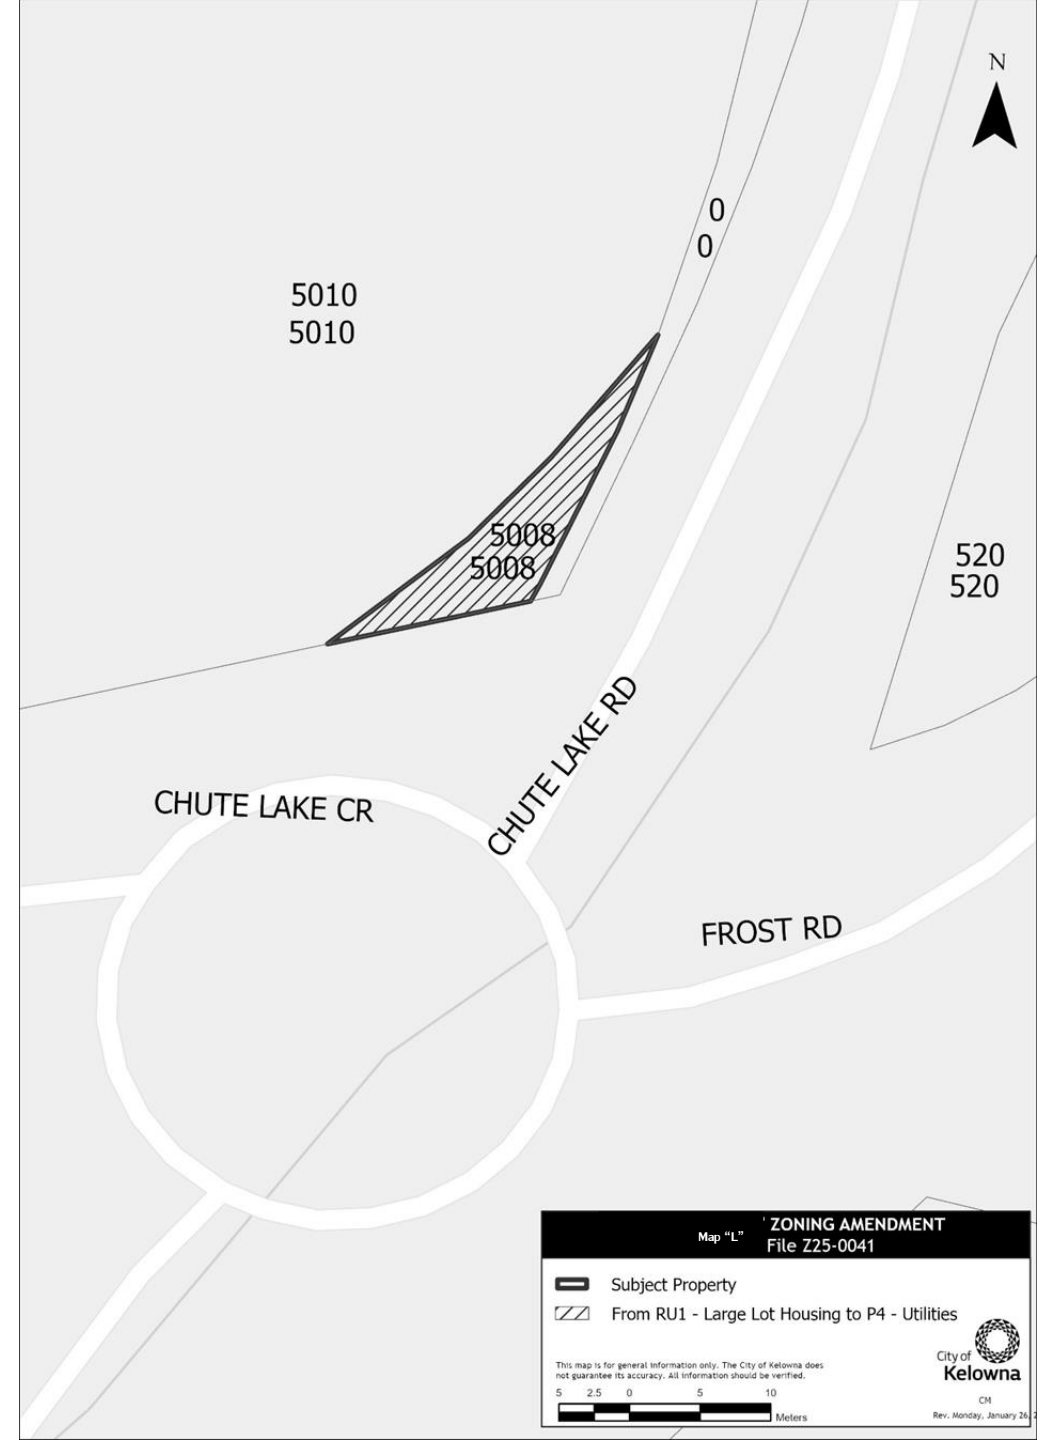 N
0
0
5010
5010
5008
5008
520
520
CHUTE LAKE RD
CHUTE LAKE CR
FROST RD
ZONING AMENDMENT
Map “L”
File Z25-0041
Subject Property
From RU1 - Large Lot Housing to P4 - Utilities
This map is for general information only. The City of Kelowna does
not guarantee its accuracy. All information should be verified.
City of
Kelowna
5 2.5 0 5 10
Meters
CM
Rev. Monday, January 26, 2